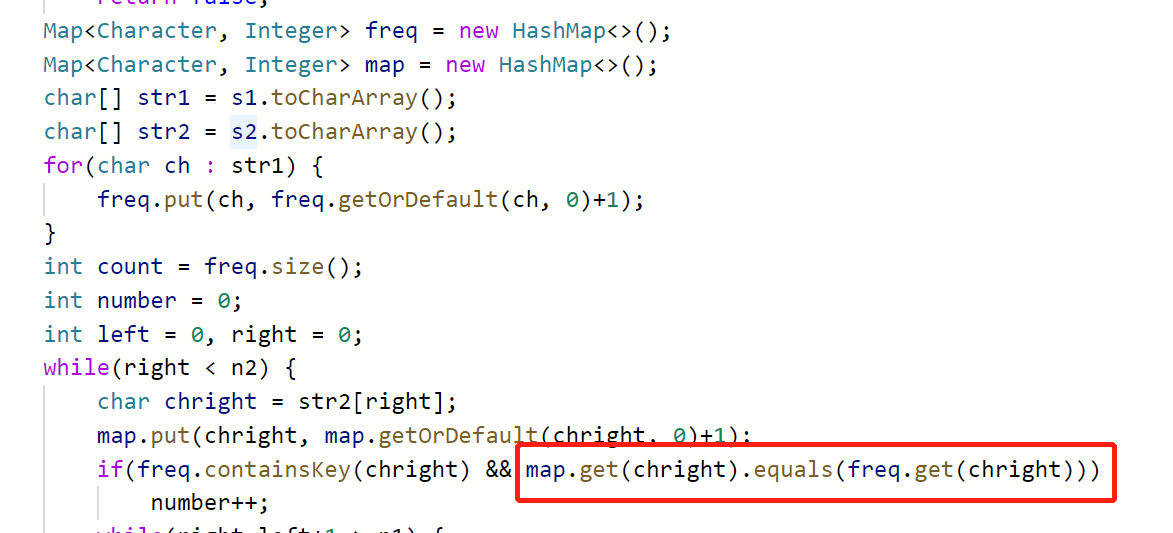 return false;
Map<Character, Integer> freq = new HashMap<>();
Map<Character, Integer> map = new HashMap<>();
char[] str1 = s1.toCharArray();
char[] str2 = s2.toCharArray();
for(char ch : str1) {
freq.put(ch, freq.getOrDefault(ch, 0)+1);
}
int count = freq.size();
int number = 0;
int left = 0, right = 0;
while(right < n2) {
char chright = str2[right];
map.put(chright, map.getOrDefault(chright, 0)+1);
if(freq.containsKey(chright) && map.get(chright).equals(freq.get(chright)))
number++;
while(right-left+1 > n1) {